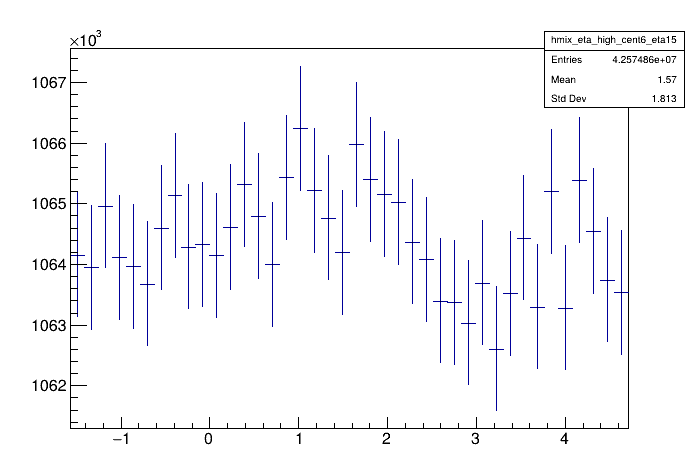 ×10³
hmix_eta_high_cent6_eta15
Entries 4.257486e+07
Mean 1.57
Std Dev 1.813
1067
1066
1065
1064
1063
1062
−1 0 1 2 3 4